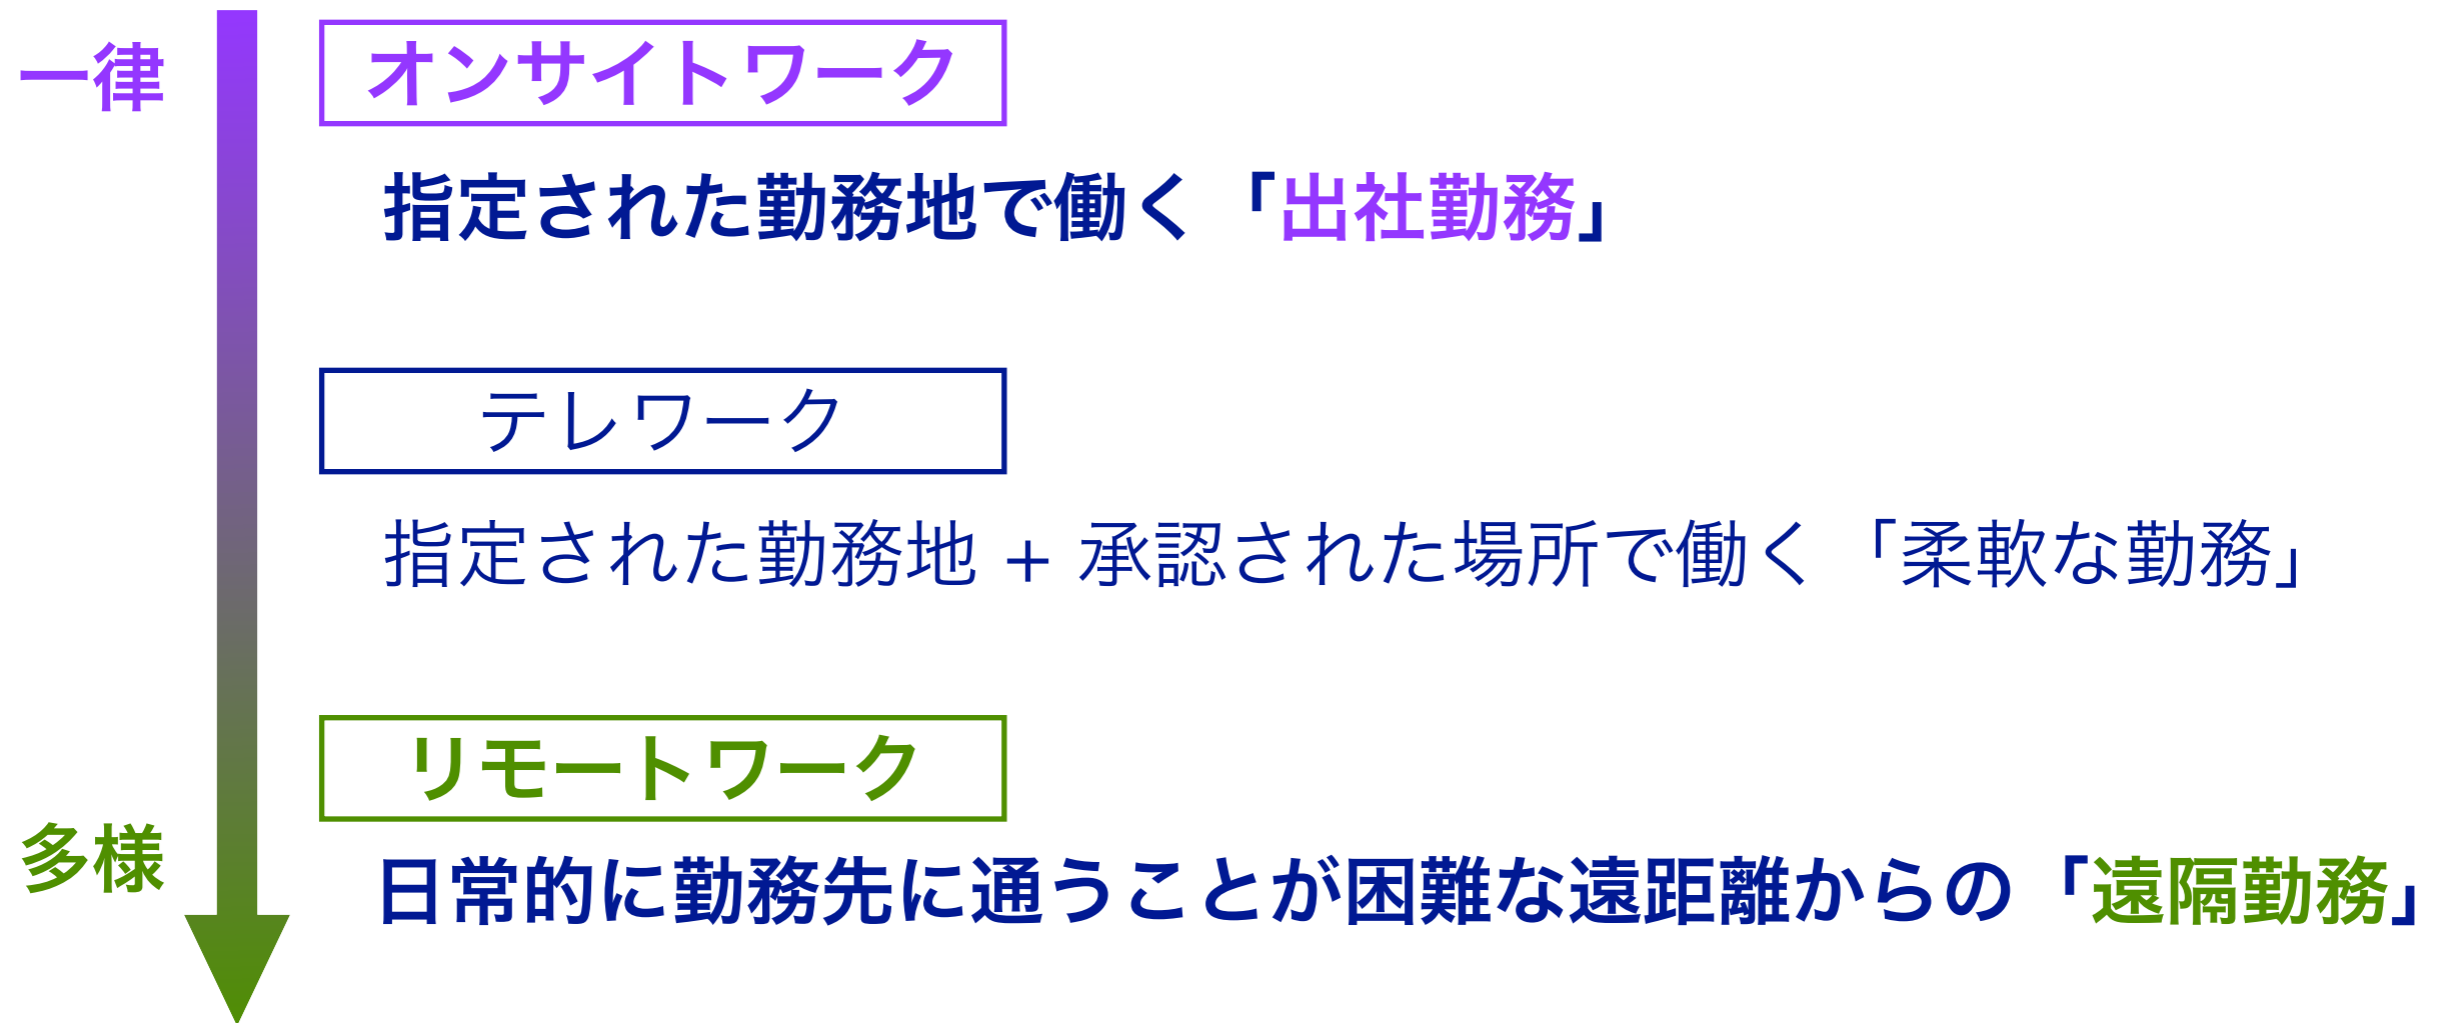 一律
オンサイトワーク
指定された勤務地で働く「出社勤務」
テレワーク
指定された勤務地 + 承認された場所で働く「柔軟な勤務」
リモートワーク
多様
日常的に勤務先に通うことが困難な遠距離からの「遠隔勤務」